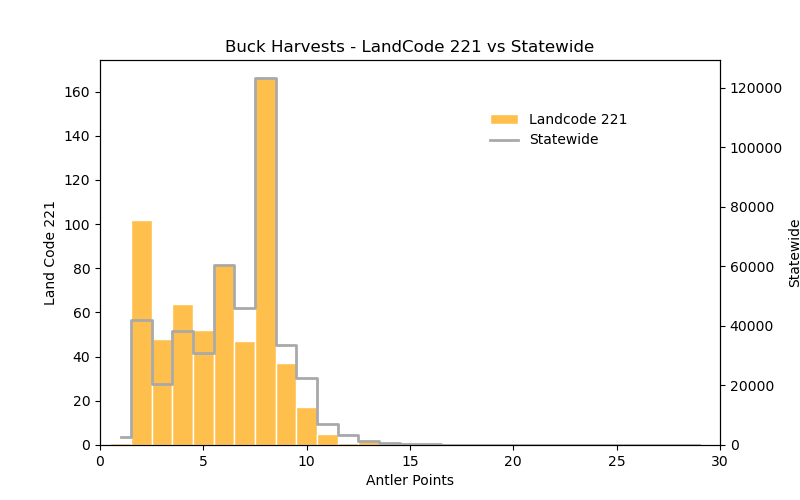 Buck Harvests - LandCode 221 vs Statewide
Landcode 221
Statewide
Land Code 221
160
140
120
100
80
60
40
20
0
120000
100000
80000
60000
40000
20000
0
Statewide
0 5 10 15 20 25 30
Antler Points